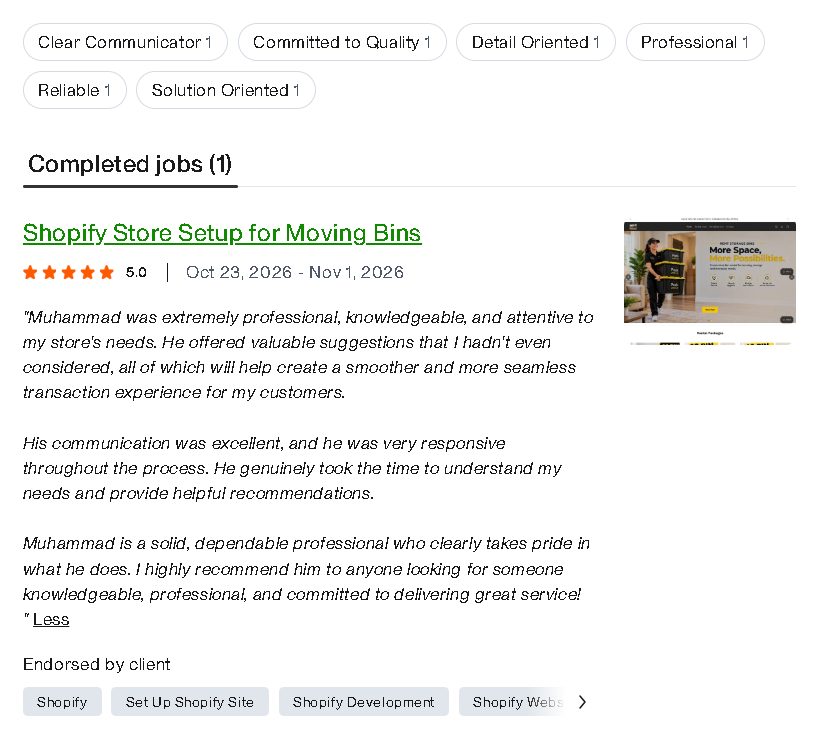 Clear Communicator 1
Committed to Quality 1
Detail Oriented 1
Professional 1
Reliable 1
Solution Oriented 1
Completed jobs (1)
Shopify Store Setup for Moving Bins
5.0 | Oct 23, 2026 - Nov 1, 2026
"Muhammad was extremely professional, knowledgeable, and attentive to
my store's needs. He offered valuable suggestions that I hadn't even
considered, all of which will help create a smoother and more seamless
transaction experience for my customers.
His communication was excellent, and he was very responsive
throughout the process. He genuinely took the time to understand my
needs and provide helpful recommendations.
Muhammad is a solid, dependable professional who clearly takes pride in
what he does. I highly recommend him to anyone looking for someone
knowledgeable, professional, and committed to delivering great service!
" Less
More Space,
More Possibilities.
Endorsed by client
Shopify
Set Up Shopify Site
Shopify Development
Shopify Webs